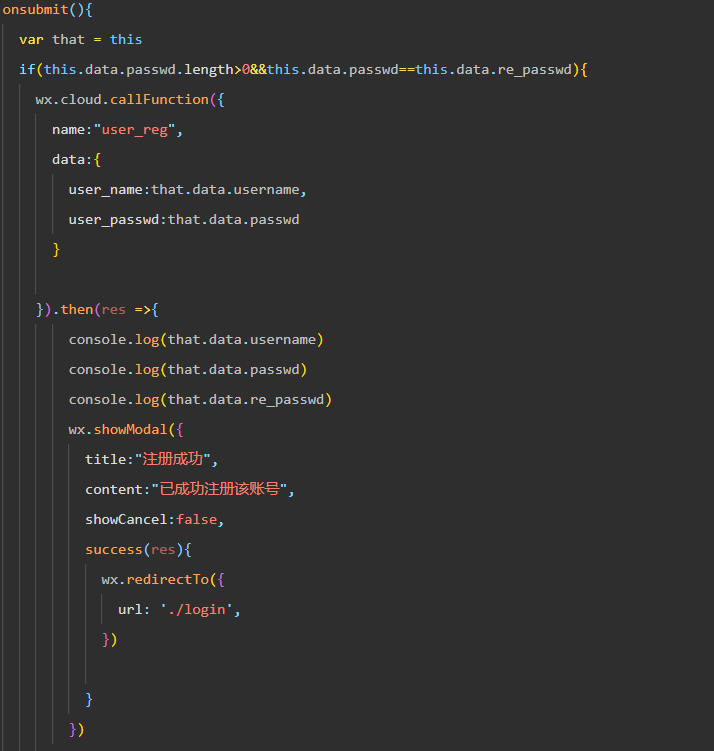 onsubmit(){
var that = this
if(this.data.passwd.length>0&&this.data.passwd==this.data.re_passwd){
wx.cloud.callFunction({
name:"user_reg",
data:{
user_name:that.data.username,
user_passwd:that.data.passwd
}
}).then(res =>{
console.log(that.data.username)
console.log(that.data.passwd)
console.log(that.data.re_passwd)
wx.showModal({
title:"注册成功",
content:"已成功注册该账号",
showCancel:false,
success(res){
wx.redirectTo({
url: './login',
})
}
})